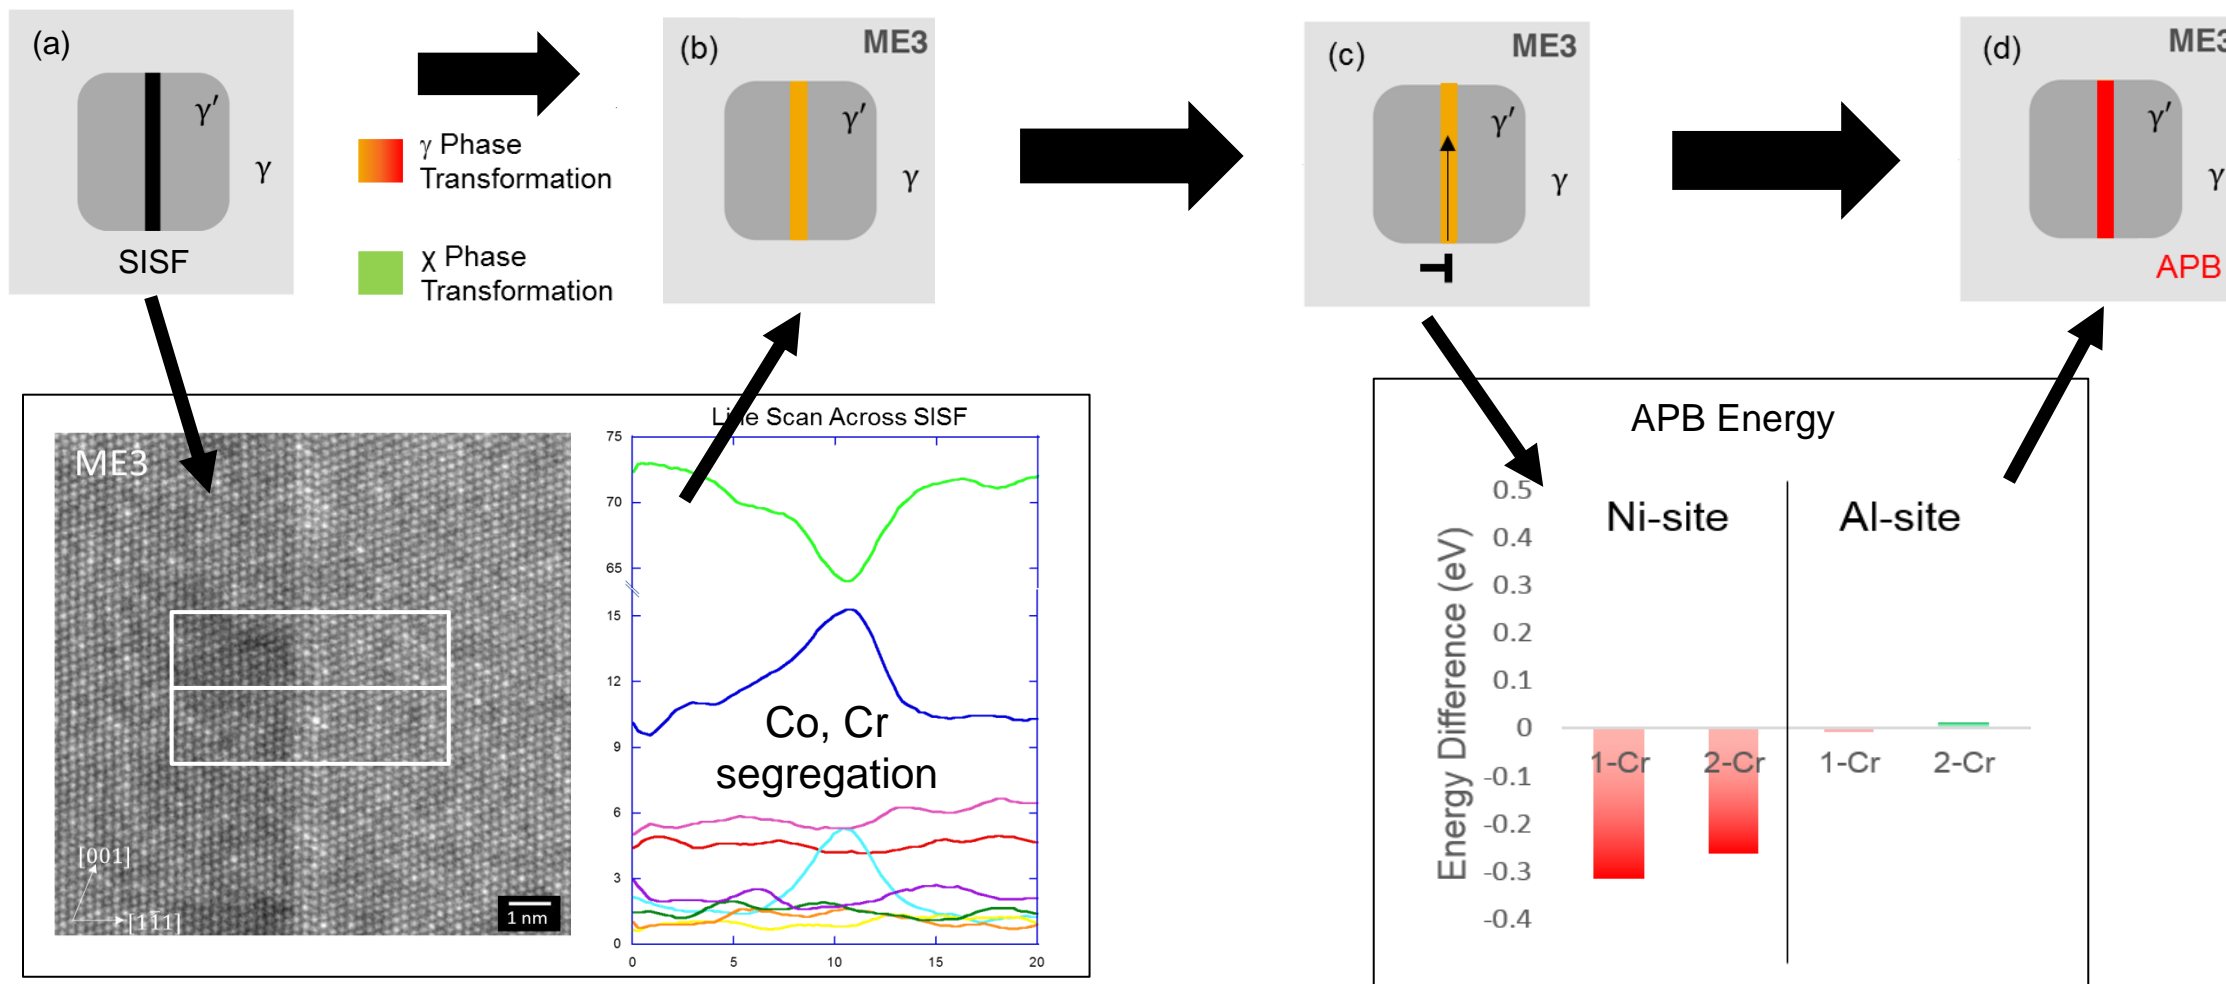 (a)
γ′
γ
SISF
γ Phase
Transformation
χ Phase
Transformation
(b)
ME3
γ′
γ
(c)
ME3
γ′
γ
(d)
ME3
γ′
γ
APB
ME3
[001]
[11̅1]
1 nm
Line Scan Across SISF
75
70
65
15
12
9
6
3
0
0 5 10 15 20
Co, Cr
segregation
APB Energy
Energy Difference (eV)
0.5
0.4
0.3
0.2
0.1
0
-0.1
-0.2
-0.3
-0.4
Ni-site
Al-site
1-Cr 2-Cr 1-Cr 2-Cr